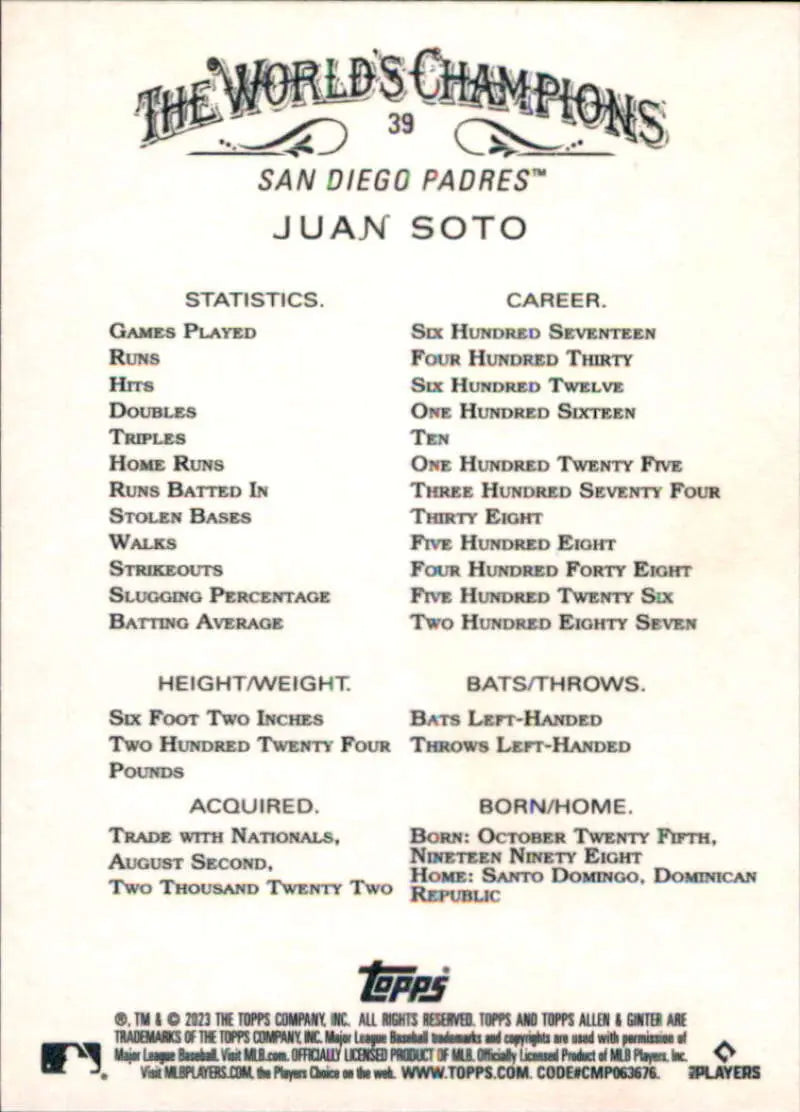 THE WORLD'S CHAMPIONS
39
SAN DIEGO PADRES™
JUAN SOTO
STATISTICS. CAREER.
GAMES PLAYED SIX HUNDRED SEVENTEEN
RUNS FOUR HUNDRED THIRTY
HITS SIX HUNDRED TWELVE
DOUBLES ONE HUNDRED SIXTEEN
TRIPLES TEN
HOME RUNS ONE HUNDRED TWENTY FIVE
RUNS BATTED IN THREE HUNDRED SEVENTY FOUR
STOLEN BASES THIRTY EIGHT
WALKS FIVE HUNDRED EIGHT
STRIKEOUTS FOUR HUNDRED FORTY EIGHT
SLUGGING PERCENTAGE FIVE HUNDRED TWENTY SIX
BATTING AVERAGE TWO HUNDRED EIGHTY SEVEN
HEIGHT/WEIGHT.
SIX FOOT TWO INCHES
TWO HUNDRED TWENTY FOUR
POUNDS
BATS/THROWS.
BATS LEFT-HANDED
THROWS LEFT-HANDED
ACQUIRED.
TRADE WITH NATIONALS,
AUGUST SECOND,
TWO THOUSAND TWENTY TWO
BORN/HOME.
BORN: OCTOBER TWENTY FIFTH,
NINETEEN NINETY EIGHT
HOME: SANTO DOMINGO, DOMINICAN
REPUBLIC
Topps
®, TM & © 2023 THE TOPPS COMPANY, INC. ALL RIGHTS RESERVED. TOPPS AND TOPPS ALLEN & GINTER ARE
TRADEMARKS OF THE TOPPS COMPANY, INC. Major League Baseball trademarks and copyrights are used with permission of
Major League Baseball. Visit MLB.com. OFFICIALLY LICENSED PRODUCT OF MLB. Officially Licensed Product of MLB Players, Inc.
Visit MLBPLAYERS.COM, the Players Choice on the web. WWW.TOPPS.COM. CODE#CMP063676.
MLBPLAYERS